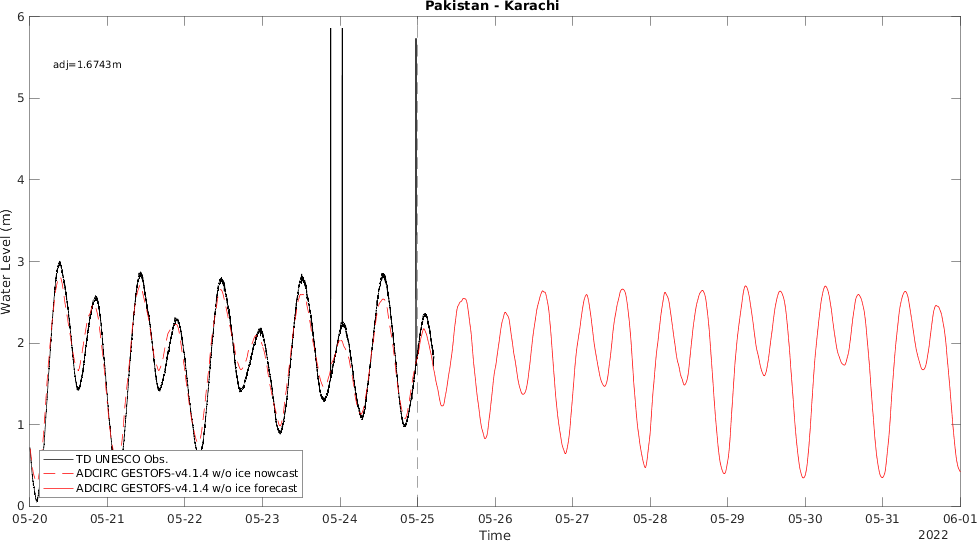 Pakistan - Karachi
adj=1.6743m
Water Level (m)
6
5
4
3
2
1
0
TD UNESCO Obs.
ADCIRC GESTOFS-v4.1.4 w/o ice nowcast
ADCIRC GESTOFS-v4.1.4 w/o ice forecast
05-20 05-21 05-22 05-23 05-24 05-25 05-26 05-27 05-28 05-29 05-30 05-31 06-01
Time
2022